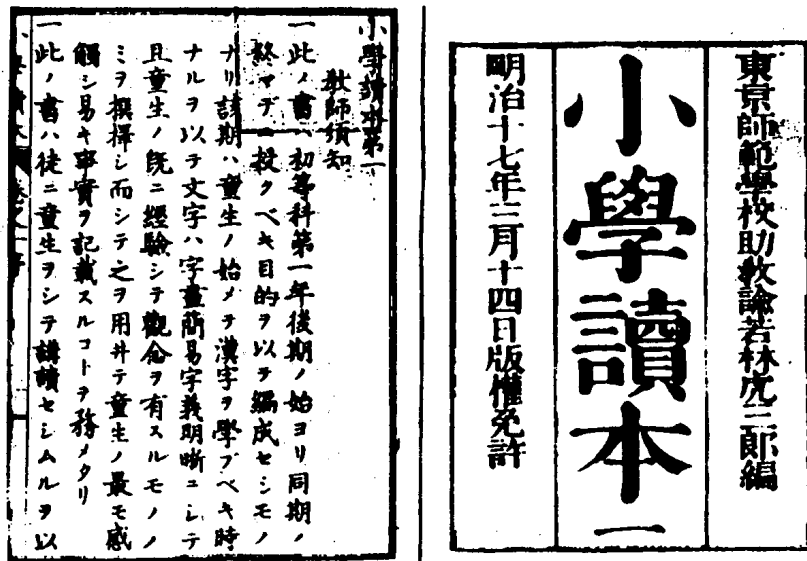 東京師範學校助教諭若林虎三郎編
小學讀本一
明治十七年三月十四日版權免許
小學讀本第一
教師須知
一此ノ書ハ初等科第一年後期ノ始ヨリ同期ノ
終マデニ授クベキ目的ヲ以テ編成セシモノ
ナリ該期ハ童生ノ始メテ漢字ヲ學ブベキ時
ナルヲ以テ文字ハ字畫簡易字義明晰ニシテ
且童生ノ既ニ經驗シテ觀念ヲ有スルモノノ
ミヲ撰擇シ而シテ之ヲ用井テ童生ノ最モ感
觸シ易キ事實ヲ記載スルコトヲ務メタリ
一此ノ書ハ徒ニ童生ヲシテ講讀セシムルヲ以